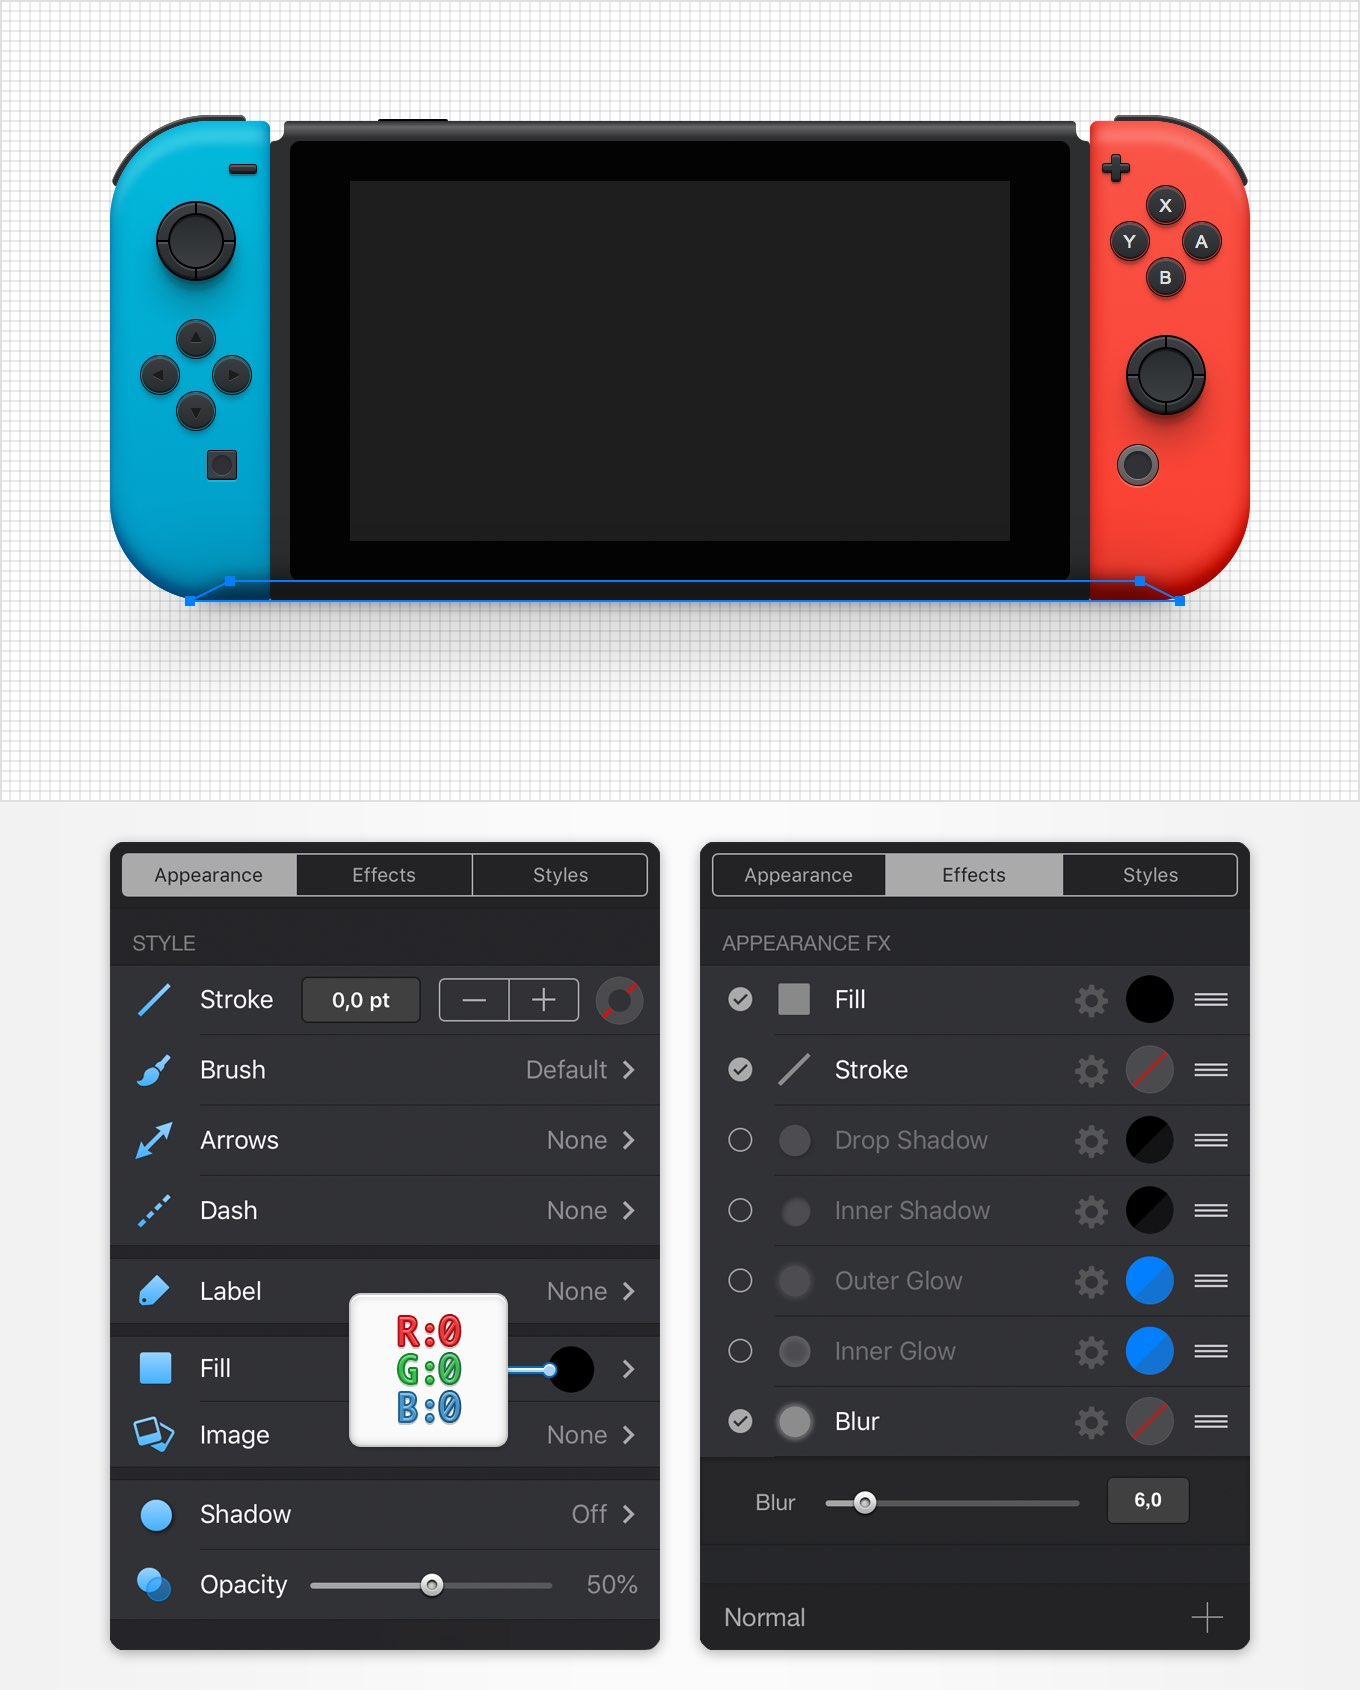 X
Y A
B
Appearance Effects Styles
STYLE
Stroke 0,0 pt
Brush Default
Arrows None
Dash None
Label None
Fill
R:0
G:0
B:0
Image None
Shadow Off
Opacity 50%
Appearance Effects Styles
APPEARANCE FX
Fill
Stroke
Drop Shadow
Inner Shadow
Outer Glow
Inner Glow
Blur
Blur 6,0
Normal